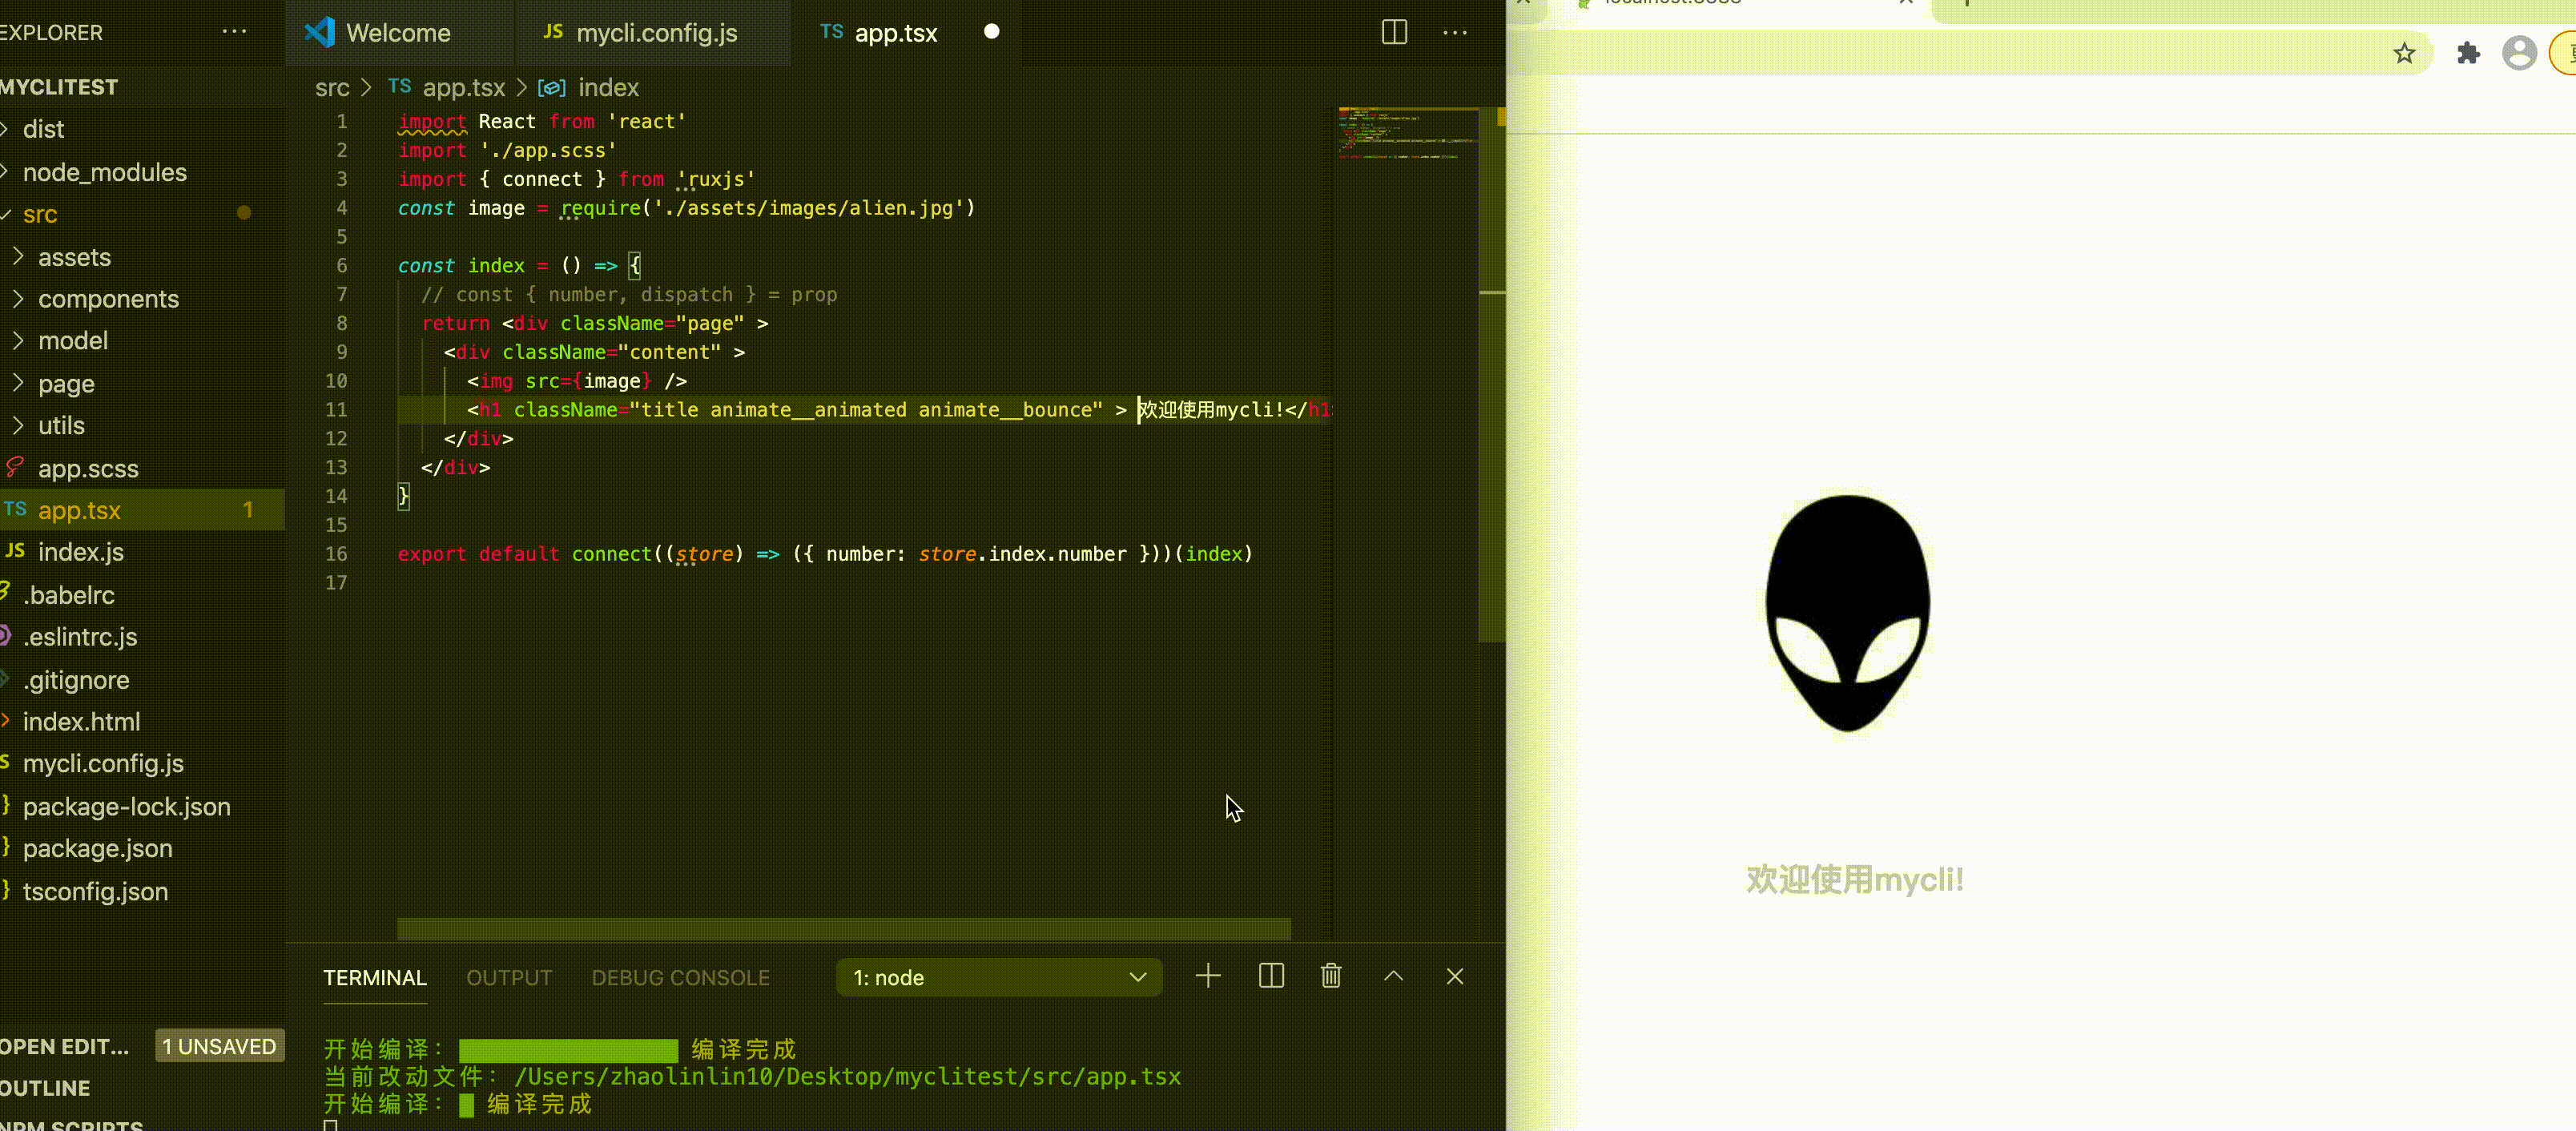 EXPLORER
MYCLITEST
dist
node_modules
src
assets
components
model
page
utils
app.scss
TS app.tsx 1
JS index.js
.babelrc
.eslintrc.js
.gitignore
index.html
mycli.config.js
package-lock.json
package.json
tsconfig.json
OPEN EDIT... 1 UNSAVED
OUTLINE
NPM SCRIPTS
Welcome JS mycli.config.js TS app.tsx
src > TS app.tsx > index
1 import React from 'react'
2 import './app.scss'
3 import { connect } from 'ruxjs'
4 const image = require('./assets/images/alien.jpg')
5
6 const index = () => {
7 // const { number, dispatch } = prop
8 return <div className="page" >
9 <div className="content" >
10 <img src={image} />
11 <h1 className="title animate__animated animate__bounce" > 欢迎使用mycli!</h1>
12 </div>
13 </div>
14 }
15
16 export default connect((store) => ({ number: store.index.number }))(index)
17
TERMINAL OUTPUT DEBUG CONSOLE 1: node
开始编译: 编译完成
当前改动文件: /Users/zhaolinlin10/Desktop/myclitest/src/app.tsx
开始编译: 编译完成
欢迎使用mycli!